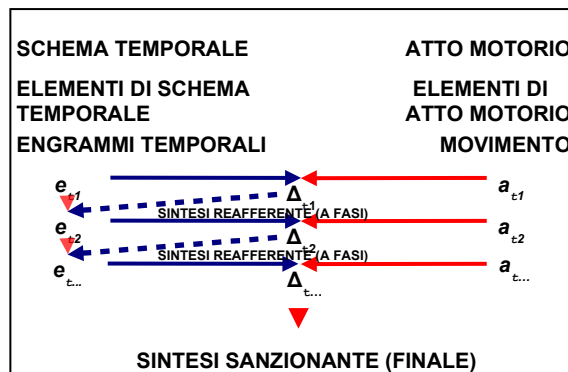 SCHEMA TEMPORALE ATTO MOTORIO
ELEMENTI DI SCHEMA TEMPORALE ELEMENTI DI ATTO MOTORIO
ENGRAMMI TEMPORALI MOVIMENTO
e t1 Δ t1 a t1
SINTESI REAFFERENTE (A FASI)
e t2 Δ t2 a t2
SINTESI REAFFERENTE (A FASI)
e t... Δ t... a t...
SINTESI SANZIONANTE (FINALE)